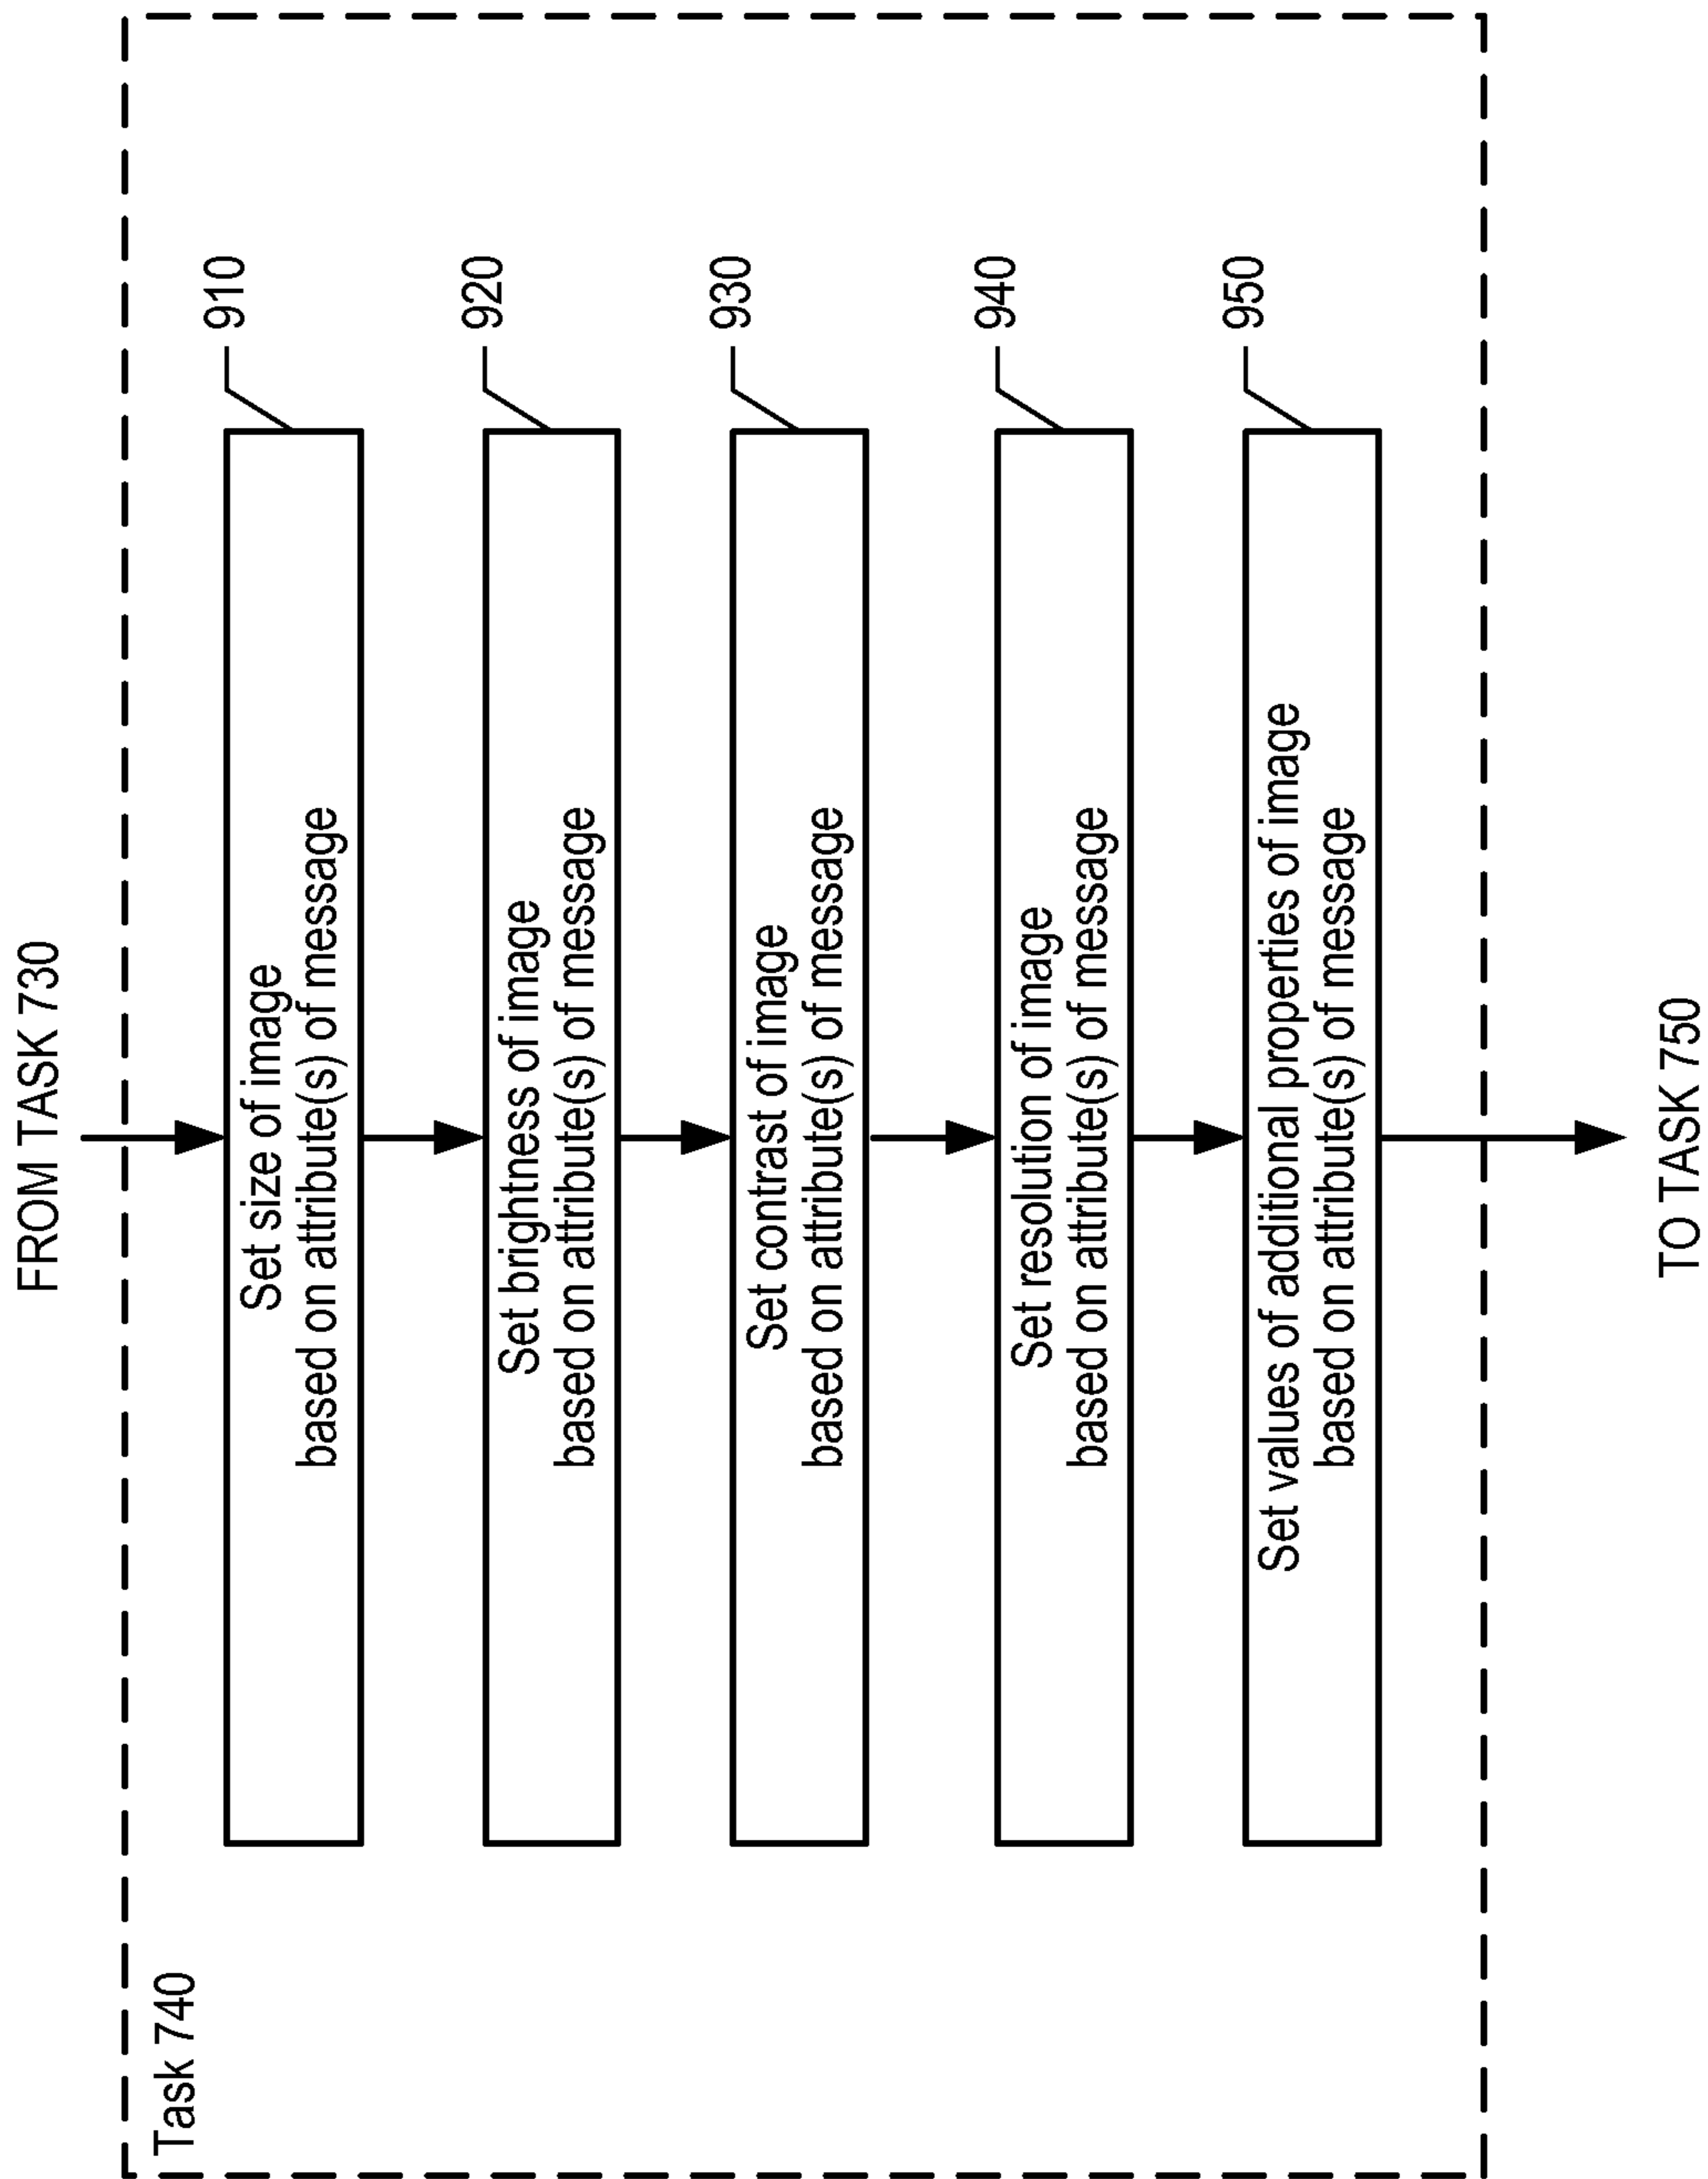 FROM TASK 730
Task 740
Set size of image
based on attribute(s) of message
910
Set brightness of image
based on attribute(s) of message
920
Set contrast of image
based on attribute(s) of message
930
Set resolution of image
based on attribute(s) of message
940
Set values of additional properties of image
based on attribute(s) of message
950
TO TASK 750